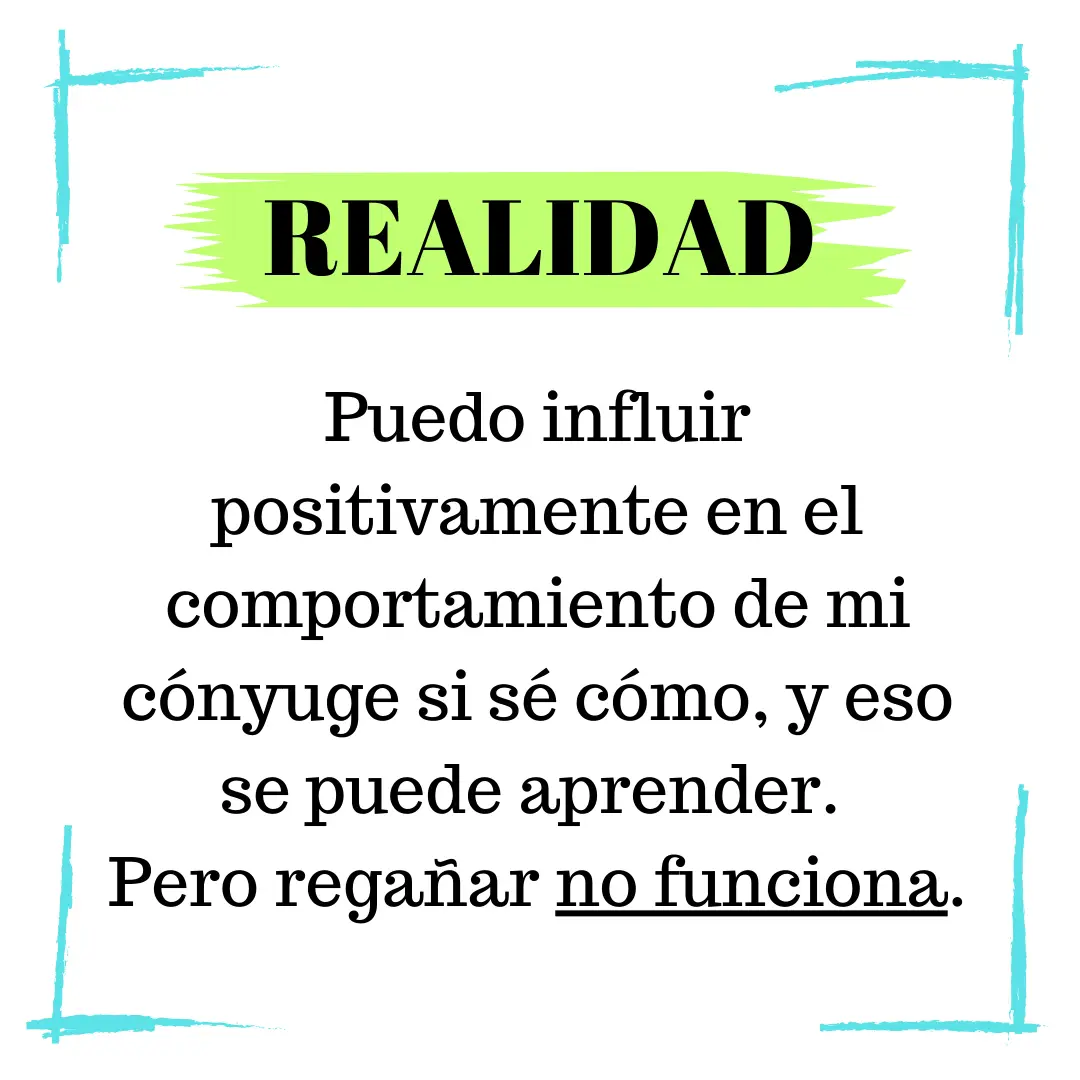 REALIDAD
Puedo influir
positivamente en el
comportamiento de mi
cónyuge si sé cómo, y eso
se puede aprender.
Pero regañar no funciona.